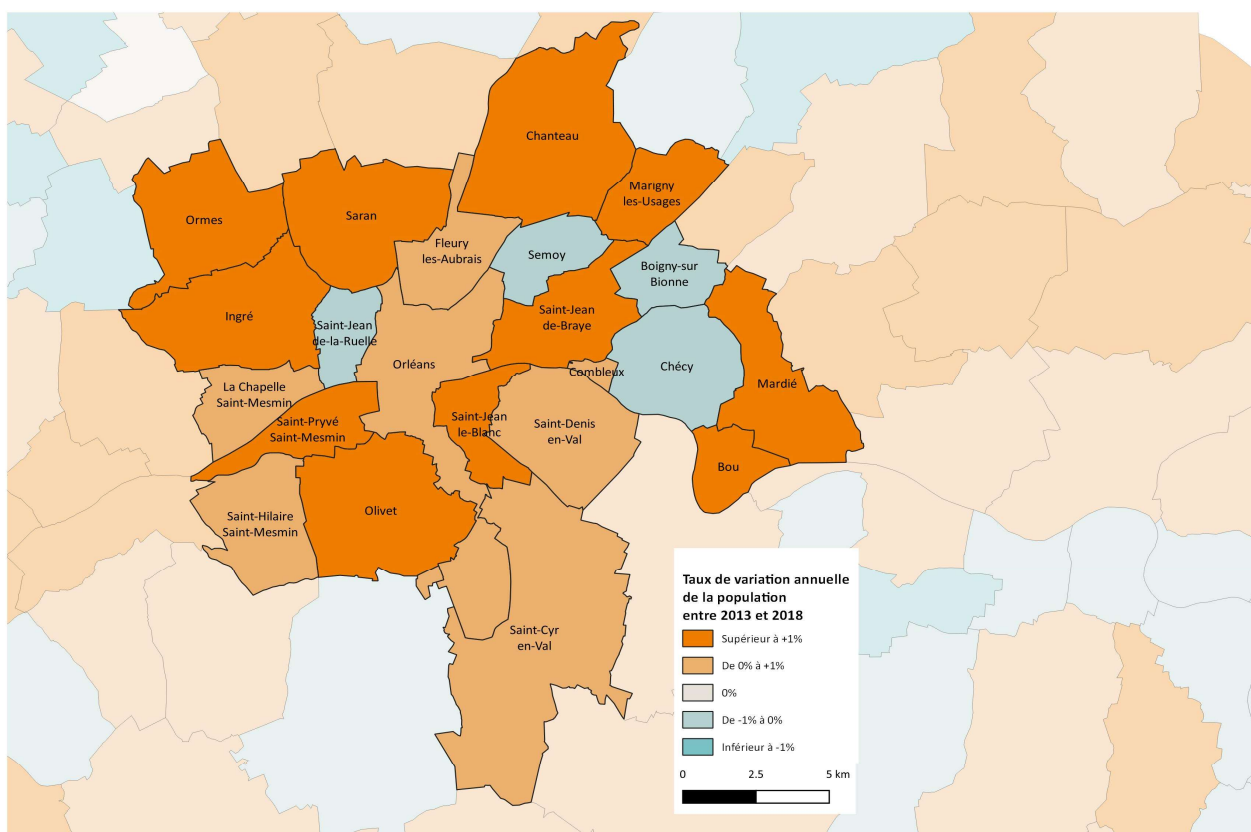 Chanteau
Marigny
les-Usages
Ormes
Saran
Fleury
les-Aubrais
Semoy
Boigny-sur
Bionne
Ingré
Saint-Jean
de-la-Ruelle
Saint-Jean
de-Braye
Orléans
Combleux
Chécy
Mardié
La Chapelle
Saint-Mesmin
Saint-Pryvé
Saint-Mesmin
Saint-Jean
le-Blanc
Saint-Denis
en-Val
Bou
Saint-Hilaire
Saint-Mesmin
Olivet
Saint-Cyr
en-Val
Taux de variation annuelle
de la population
entre 2013 et 2018
Supérieur à +1%
De 0% à +1%
0%
De -1% à 0%
Inférieur à -1%
0 2.5 5 km